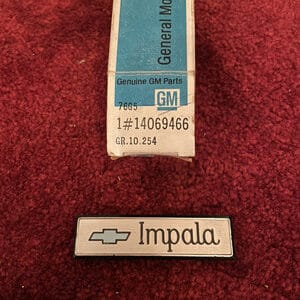 General Mo
Genuine GM Parts
GM
7665
1#14069466
GR.10.254
Impala